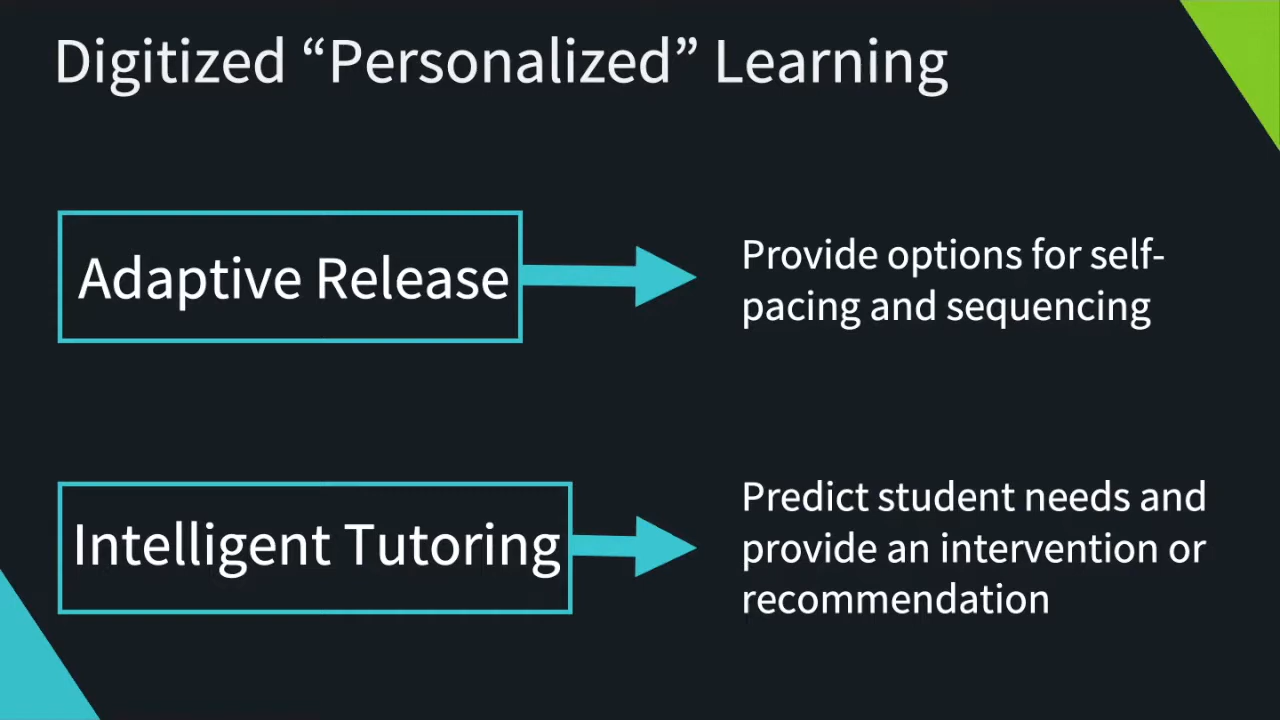 Digitized “Personalized” Learning
Adaptive Release
Provide options for self-
pacing and sequencing
Intelligent Tutoring
Predict student needs and
provide an intervention or
recommendation